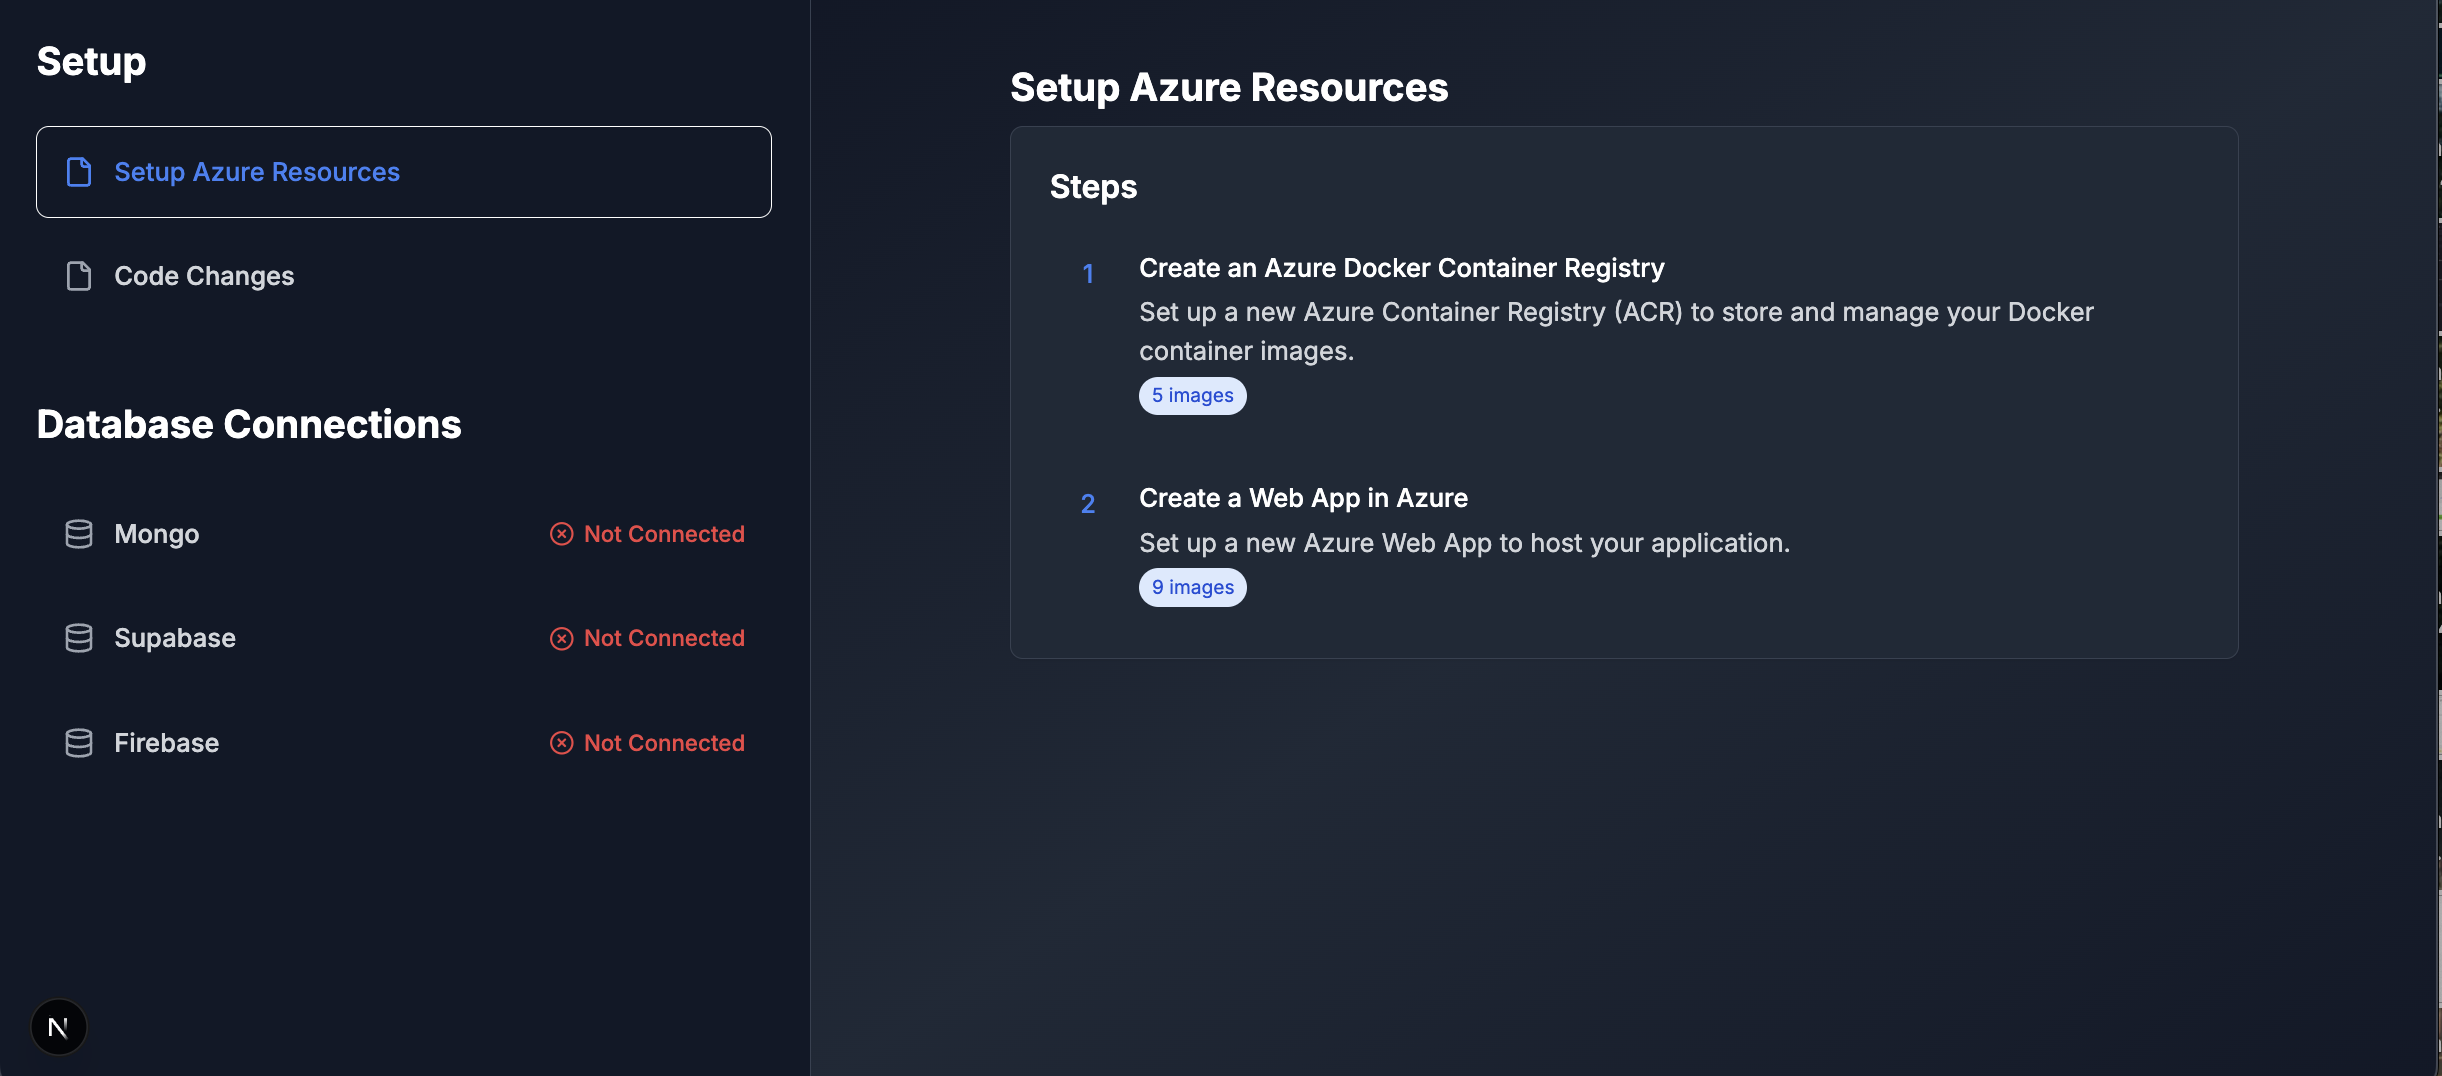 Setup
Setup Azure Resources
Code Changes
Database Connections
Mongo
Not Connected
Supabase
Not Connected
Firebase
Not Connected
N
Setup Azure Resources
Steps
1
Create an Azure Docker Container Registry
Set up a new Azure Container Registry (ACR) to store and manage your Docker
container images.
5 images
2
Create a Web App in Azure
Set up a new Azure Web App to host your application.
9 images